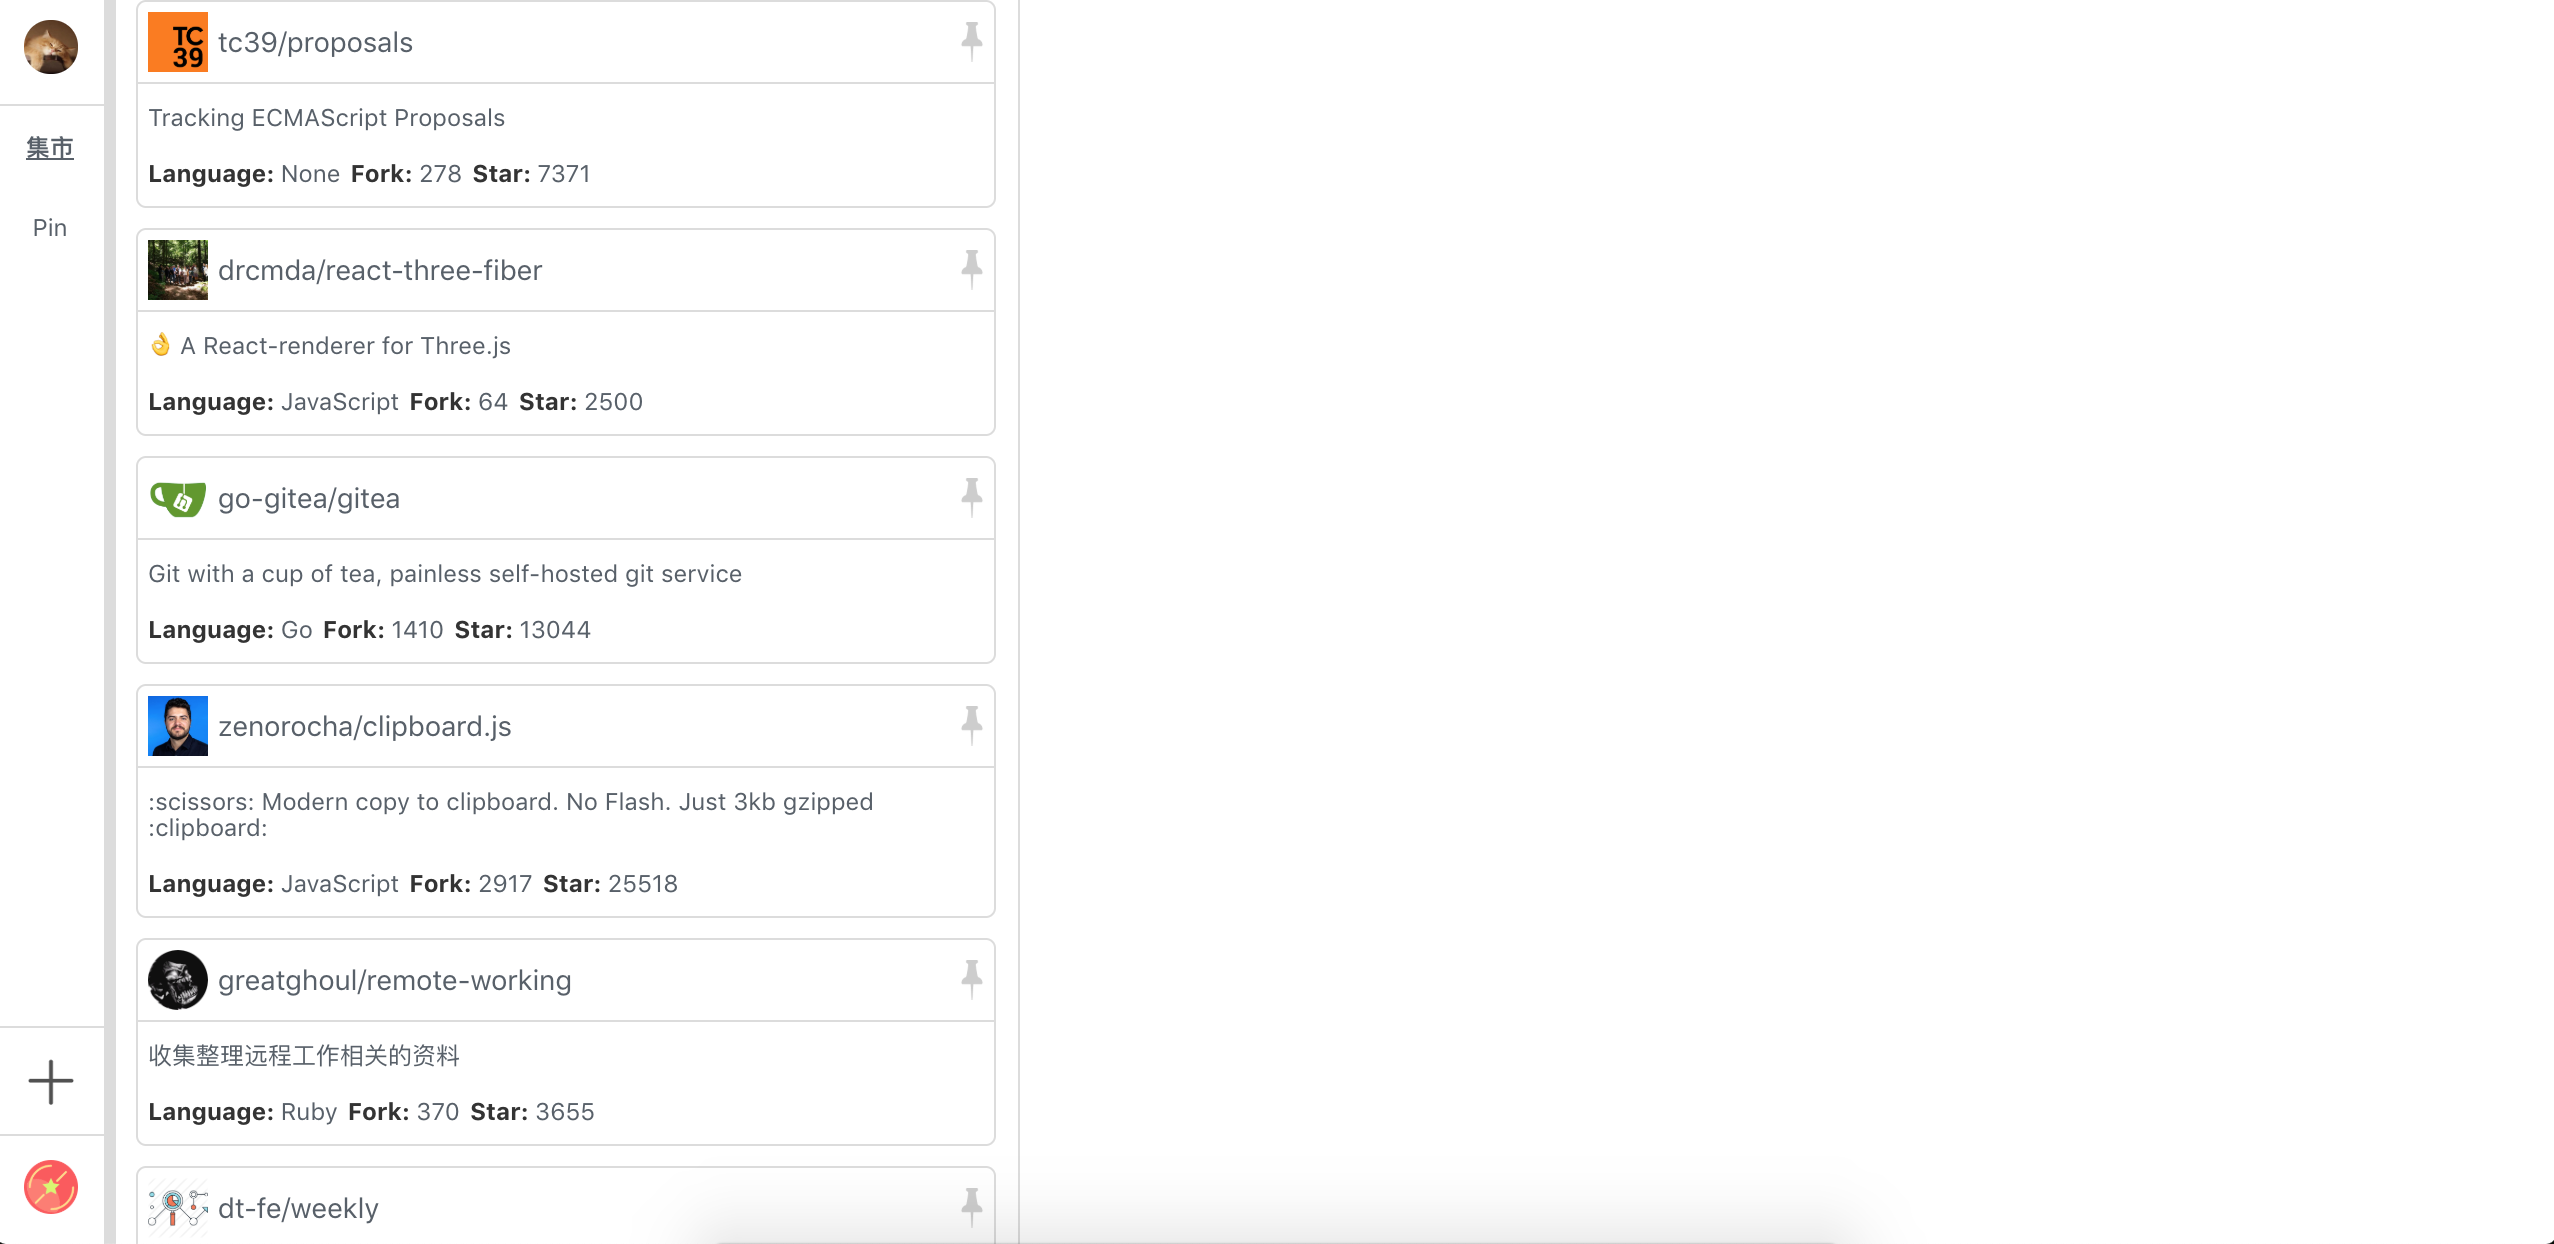 集市
Pin
TC
39
tc39/proposals
Tracking ECMAScript Proposals
Language: None Fork: 278 Star: 7371
drcmda/react-three-fiber
👌 A React-renderer for Three.js
Language: JavaScript Fork: 64 Star: 2500
go-gitea/gitea
Git with a cup of tea, painless self-hosted git service
Language: Go Fork: 1410 Star: 13044
zenorocha/clipboard.js
:scissors: Modern copy to clipboard. No Flash. Just 3kb gzipped
:clipboard:
Language: JavaScript Fork: 2917 Star: 25518
greatghoul/remote-working
收集整理远程工作相关的资料
Language: Ruby Fork: 370 Star: 3655
dt-fe/weekly